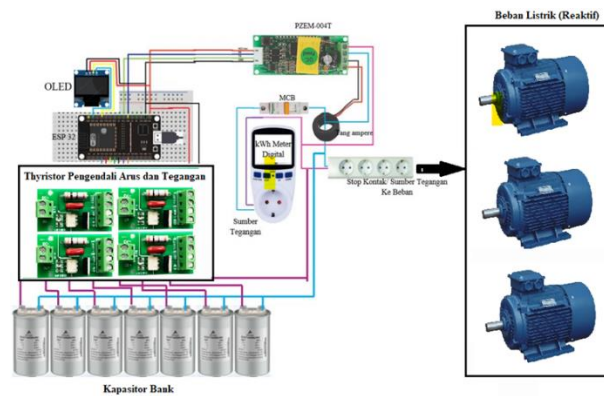 PZEM-004T
Beban Listrik (Reaktif)
OLED
MCB
ESP 32
kWh Meter
Digital
Yang ampere
Thyristor Pengendali Arus dan Tegangan
Stop Kontak/ Sumber Tegangan
Ke Beban
Sumber
Tegangan
Kapasitor Bank